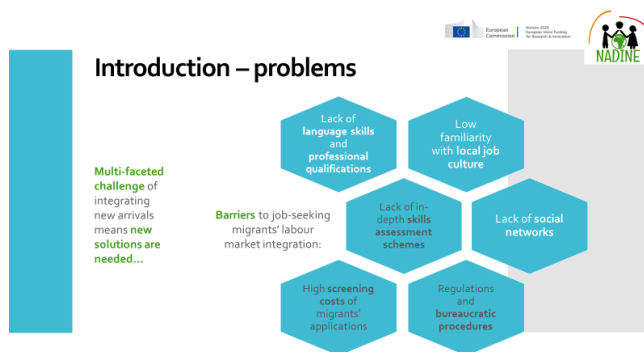 European
Commission
Horizon 2020
European Union Funding
for Research & Innovation
NADINE
Introduction – problems
Multi-faceted
challenge of
integrating
new arrivals
means new
solutions are
needed...
Barriers to job-seeking
migrants' labour
market integration:
Lack of
language skills
and
professional
qualifications
Low
familiarity
with local job
culture
Lack of in-
depth skills
assessment
schemes
Lack of social
networks
High screening
costs of
migrants'
applications
Regulations
and
bureaucratic
procedures